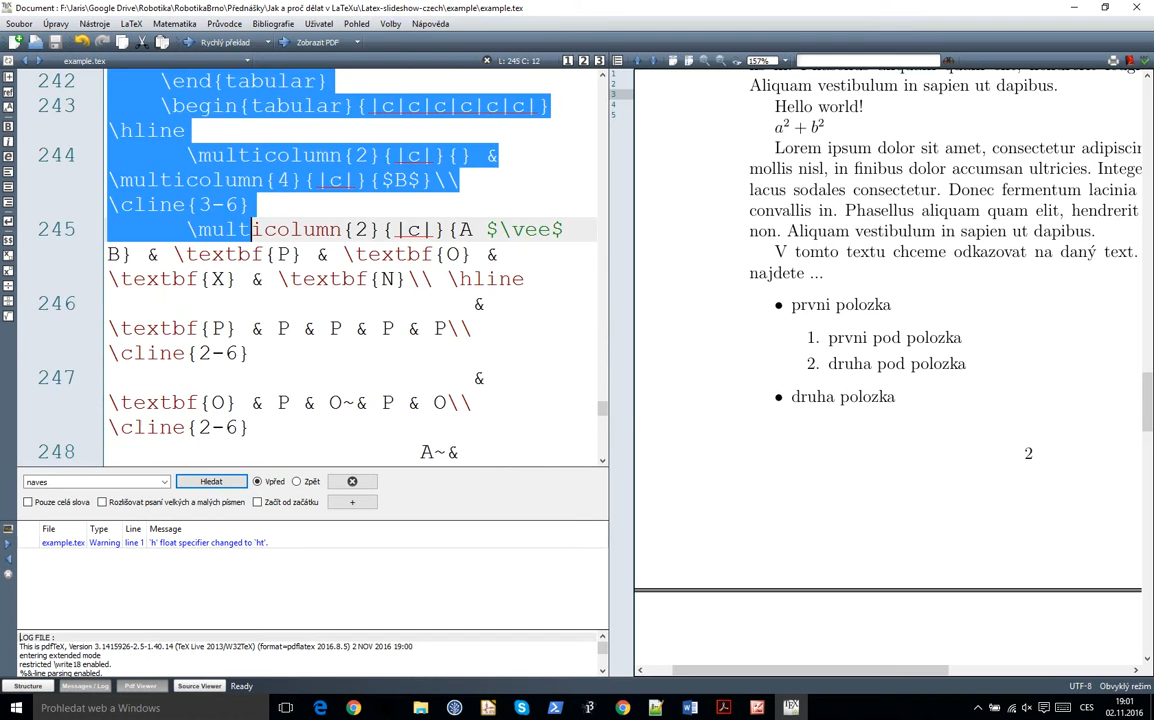 Document : F:/Jaris/Google Drive/Robotika/RobotikaBrno/Přednášky/Jak a proč dělat v LaTeXu/Latex-slideshow-czech/example/example.tex
Soubor Úpravy Nástroje LaTeX Matematika Průvodce Bibliografie Uživatel Pohled Volby Nápověda
Rychlý překlad Zobrazit PDF
example.tex L: 245 C: 12 1 2 3 157%
242 \end{tabular}
243 \begin{tabular}{|c|c|c|c|c|c|}
\hline
244 \multicolumn{2}{|c|}{} &
\multicolumn{4}{|c|}{$B$}\\
\cline{3-6}
245 \multicolumn{2}{|c|}{A $\vee$
B} & \textbf{P} & \textbf{O} &
\textbf{X} & \textbf{N}\\ \hline
246 &
\textbf{P} & P & P & P & P\\
\cline{2-6}
247 &
\textbf{O} & P & O~& P & O\\
\cline{2-6}
248 A~&
1
2
3
4
5
Aliquam vestibulum in sapien ut dapibus.
Hello world!
a² + b²
Lorem ipsum dolor sit amet, consectetur adipiscin
mollis nisl, in finibus dolor accumsan ultricies. Intege
lacus sodales consectetur. Donec fermentum lacinia
convallis in. Phasellus aliquam quam elit, hendrerit
non. Aliquam vestibulum in sapien ut dapibus.
V tomto textu chceme odkazovat na daný text.
najdete ...
• prvni polozka
1. prvni pod polozka
2. druha pod polozka
• druha polozka
2
naves Hledat Vpřed Zpět
Pouze celá slova Rozlišovat psaní velkých a malých písmen Začít od začátku +
File Type Line Message
example.tex Warning line 1 `h' float specifier changed to `ht'.
LOG FILE :
This is pdfTeX, Version 3.1415926-2.5-1.40.14 (TeX Live 2013/W32TeX) (format=pdflatex 2016.8.5) 2 NOV 2016 19:00
entering extended mode
restricted \write18 enabled.
%&-line parsing enabled.
Structure Messages / Log Pdf Viewer Source Viewer Ready UTF-8 Obvyklý režim
Prohledat web a Windows CES 19:01
02.11.2016